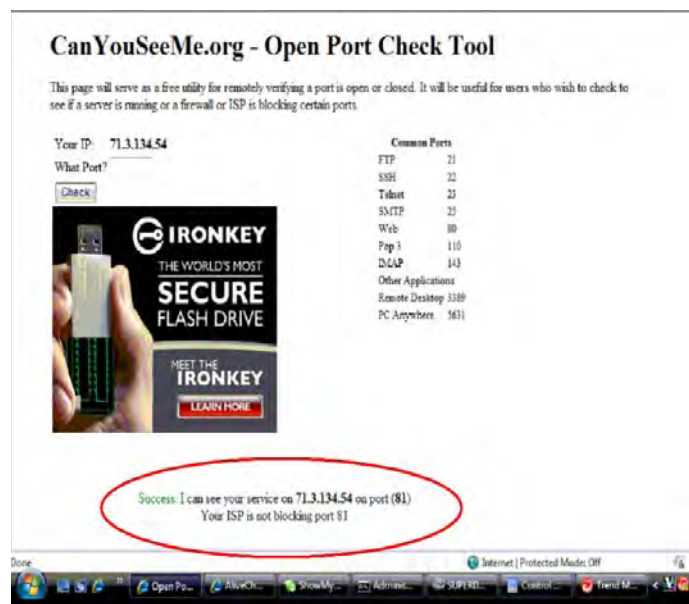 CanYouSeeMe.org - Open Port Check Tool
This page will serve as a free utility for remotely verifying a port is open or closed. It will be useful for users who wish to check to
see if a server is running or a firewall or ISP is blocking certain ports.
Your IP: 71.3.134.54
What Port?
Check
Common Ports
FTP 21
SSH 22
Telnet 23
SMTP 25
Web 80
Pop 3 110
IMAP 143
Other Applications
Remote Desktop 3389
PC Anywhere 5631
IRONKEY
THE WORLD'S MOST
SECURE
FLASH DRIVE
MEET THE
IRONKEY
LEARN HORE
Success: I can see your service on 71.3.134.54 on port (81)
Your ISP is not blocking port 81
Done
Internet | Protected Mode: Off
Open Po...
AliveCh...
ShowMy...
Adminis...
SUPERD...
Control ...
Trend M...